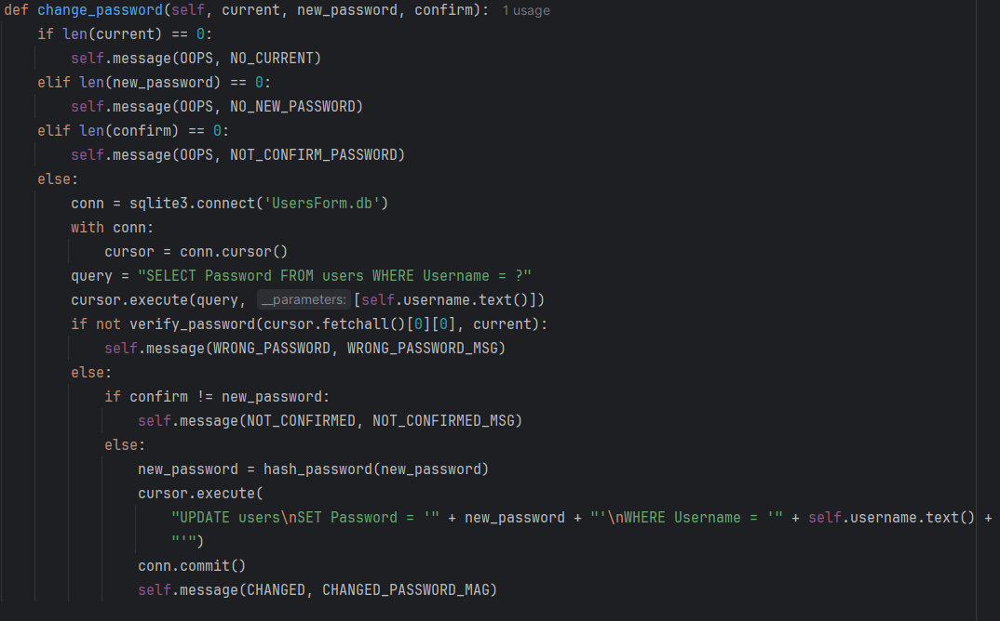 def change_password(self, current, new_password, confirm):  1 usage
    if len(current) == 0:
        self.message(OOPS, NO_CURRENT)
    elif len(new_password) == 0:
        self.message(OOPS, NO_NEW_PASSWORD)
    elif len(confirm) == 0:
        self.message(OOPS, NOT_CONFIRM_PASSWORD)
    else:
        conn = sqlite3.connect('UsersForm.db')
        with conn:
            cursor = conn.cursor()
        query = "SELECT Password FROM users WHERE Username = ?"
        cursor.execute(query, __parameters: [self.username.text()])
        if not verify_password(cursor.fetchall()[0][0], current):
            self.message(WRONG_PASSWORD, WRONG_PASSWORD_MSG)
        else:
            if confirm != new_password:
                self.message(NOT_CONFIRMED, NOT_CONFIRMED_MSG)
            else:
                new_password = hash_password(new_password)
                cursor.execute(
                    "UPDATE users\nSET Password = '" + new_password + "'\nWHERE Username = '" + self.username.text() +
                    "'")
                conn.commit()
                self.message(CHANGED, CHANGED_PASSWORD_MAG)